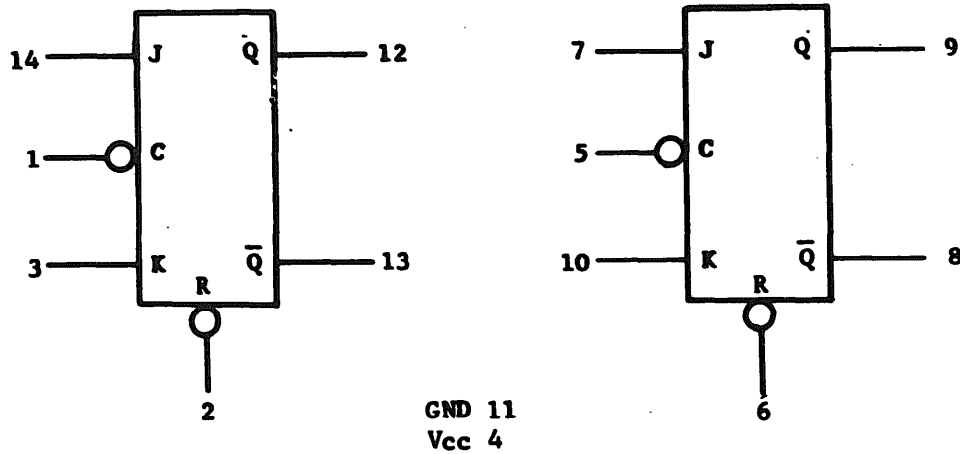 14 J Q 12
1 C
3 K Q̅ 13
R
2
7 J Q 9
5 C
10 K Q̅ 8
R
6
GND 11
Vcc 4